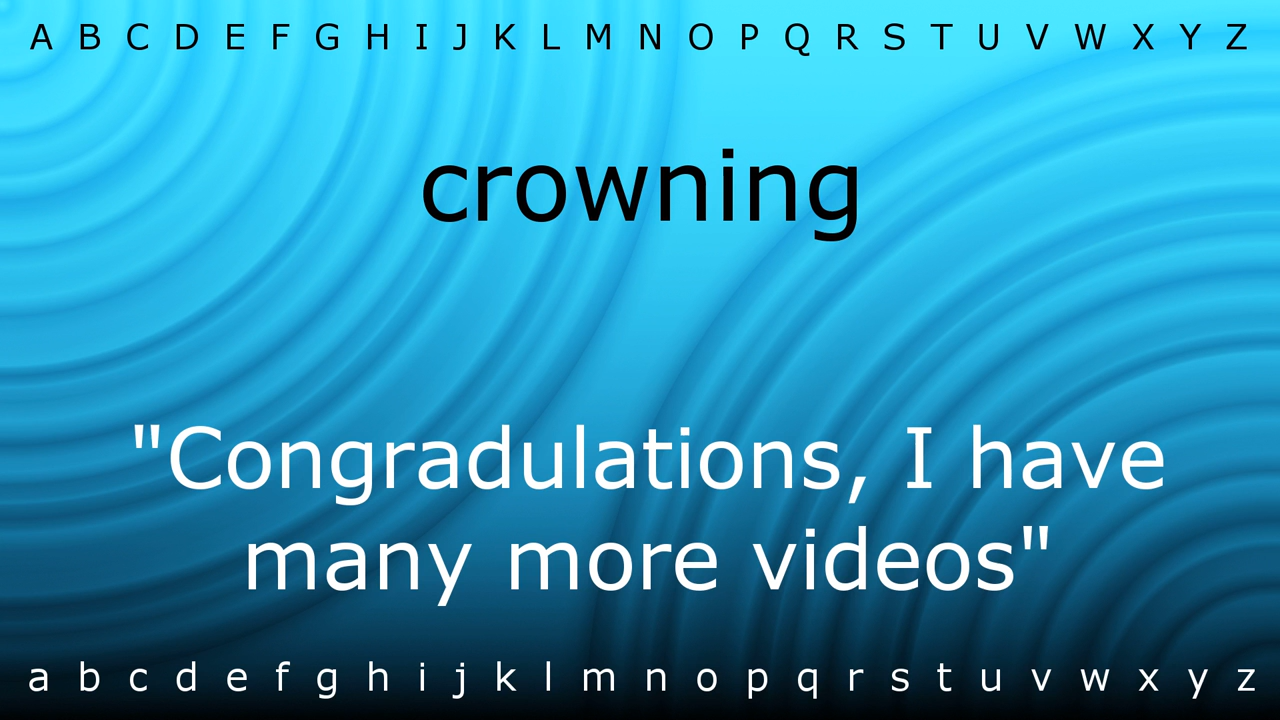 A B C D E F G H I J K L M N O P Q R S T U V W X Y Z
crowning
"Congradulations, I have
many more videos"
a b c d e f g h i j k l m n o p q r s t u v w x y z